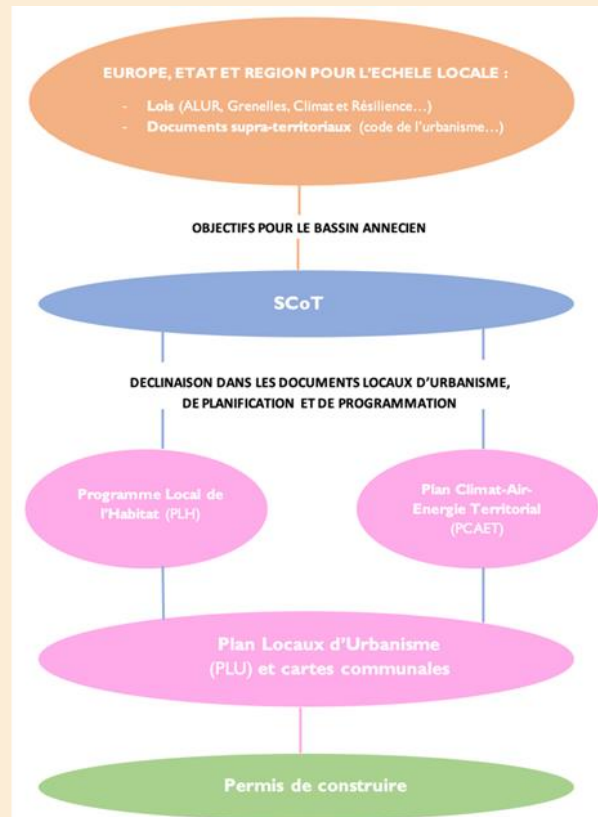 EUROPE, ETAT ET REGION POUR L'ECHELE LOCALE :
- Lois (ALUR, Grenelles, Climat et Résilience…)
- Documents supra-territoriaux (code de l'urbanisme…)
OBJECTIFS POUR LE BASSIN ANNECIEN
SCoT
DECLINAISON DANS LES DOCUMENTS LOCAUX D'URBANISME,
DE PLANIFICATION ET DE PROGRAMMATION
Programme Local de
l'Habitat (PLH)
Plan Climat-Air-
Energie Territorial
(PCAET)
Plan Locaux d'Urbanisme
(PLU) et cartes communales
Permis de construire